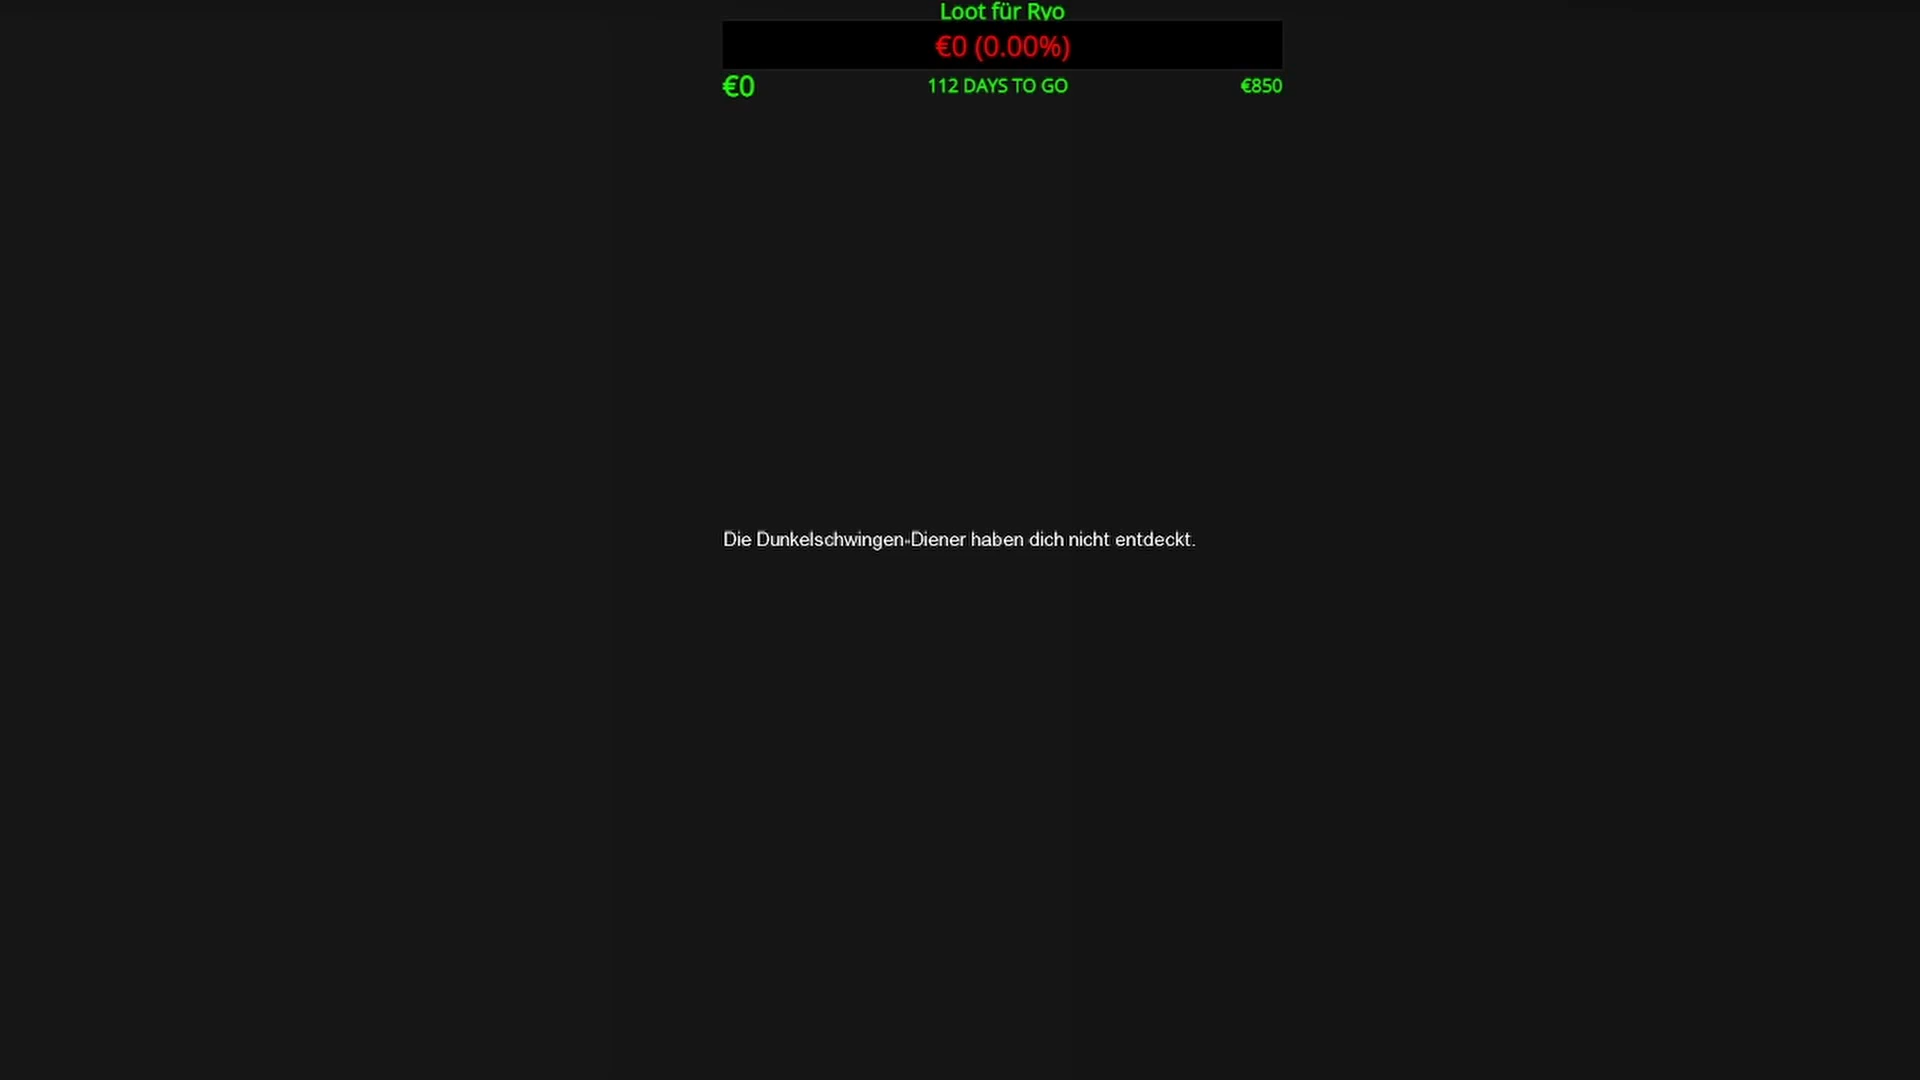 Loot für Ryo
€0 (0.00%)
€0 112 DAYS TO GO €850
Die Dunkelschwingen-Diener haben dich nicht entdeckt.